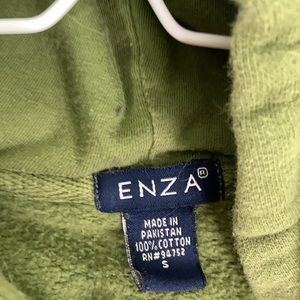 ENZA®
MADE IN
PAKISTAN
100% COTTON
RN#94752
S